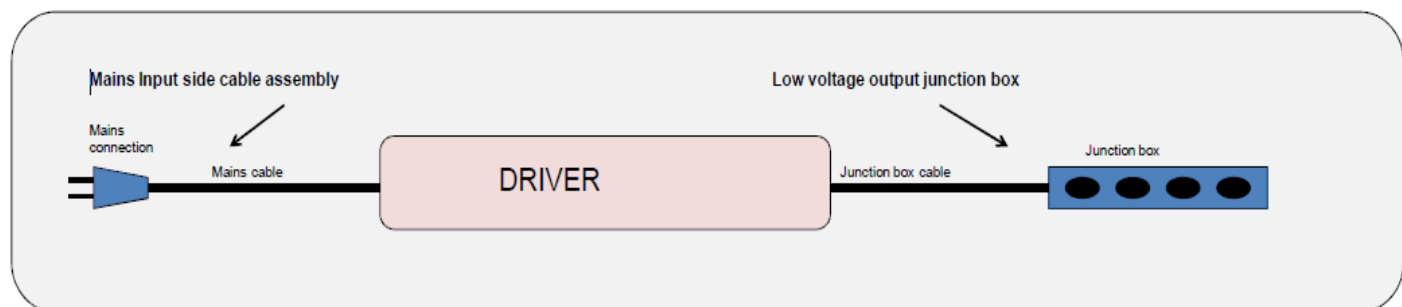 Mains Input side cable assembly
Low voltage output junction box
Mains
connection
Mains cable
DRIVER
Junction box cable
Junction box